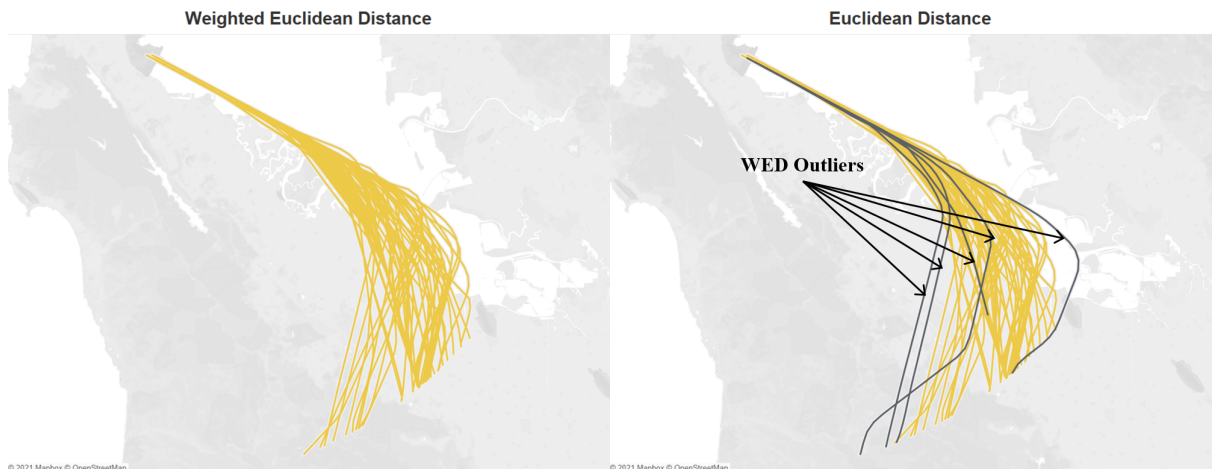 Weighted Euclidean Distance
Euclidean Distance
WED Outliers
© 2021 Mapbox © OpenStreetMap
© 2021 Mapbox © OpenStreetMap